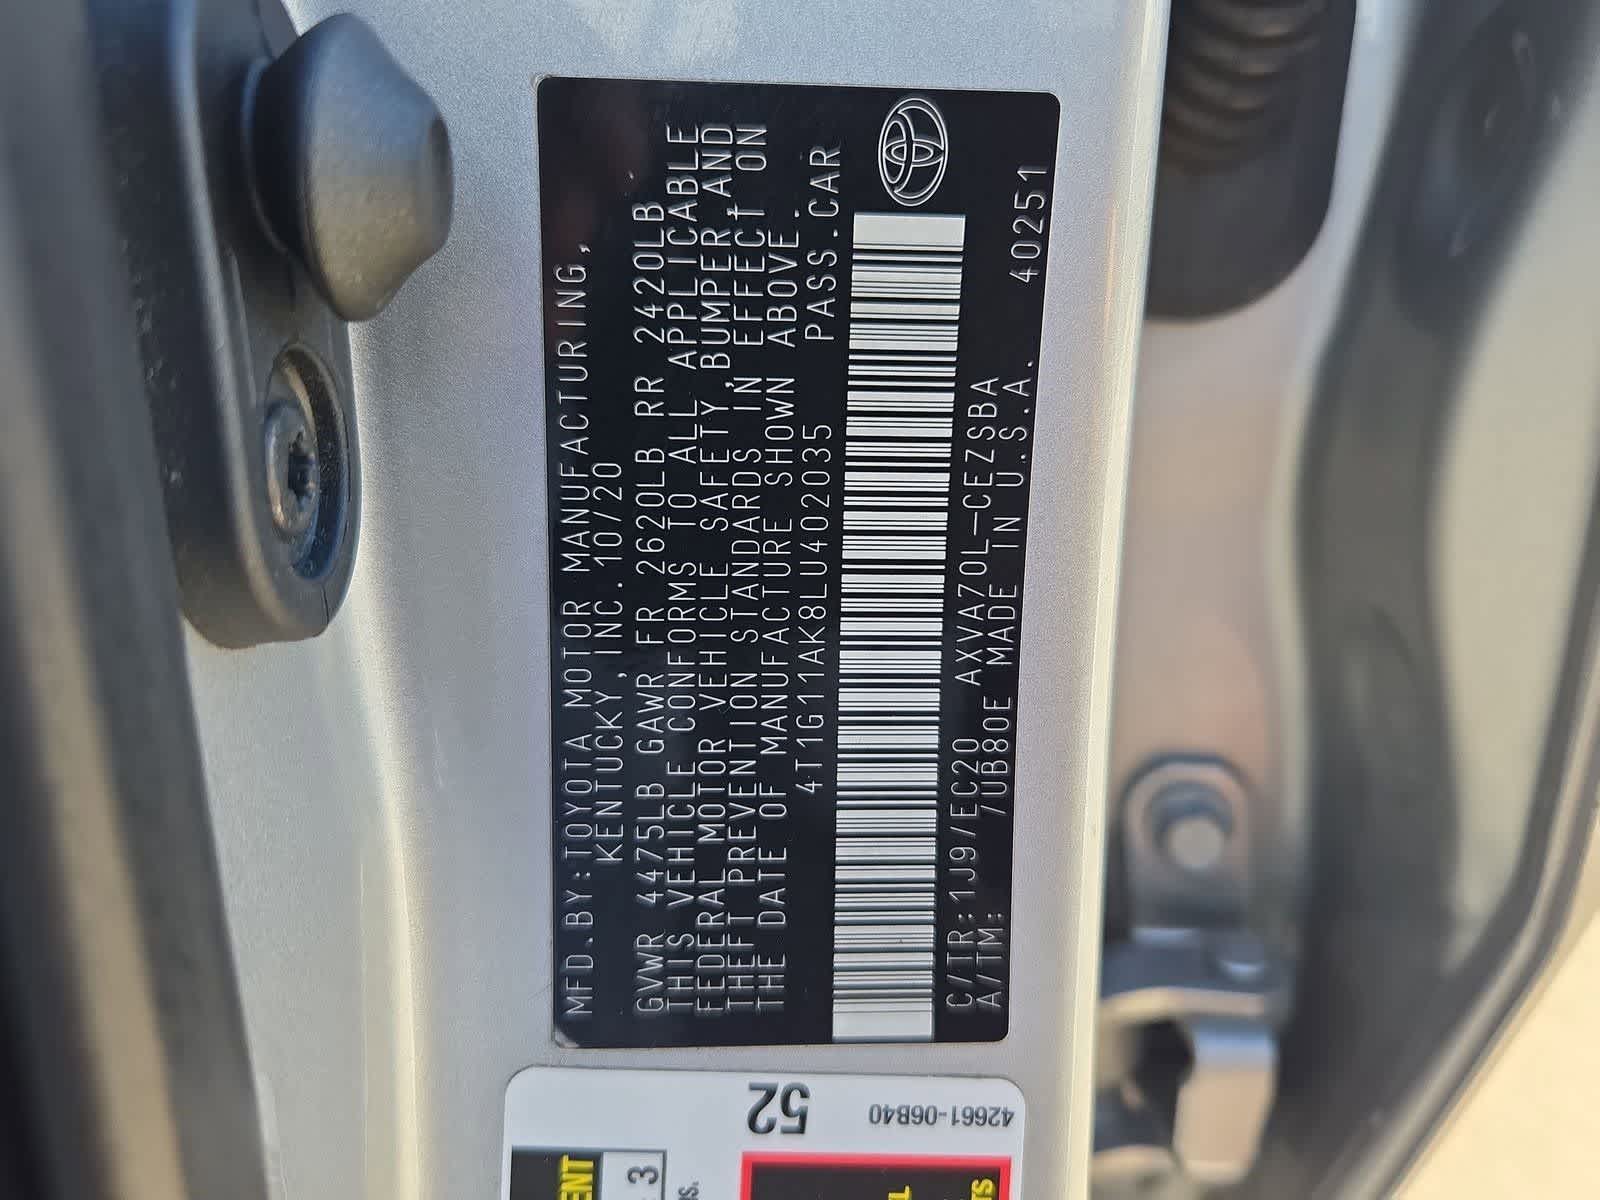 MFD.BY:TOYOTA MOTOR MANUFACTURING,
KENTUCKY,INC.10/20
GVWR 4475LB GAWR FR 2620LB RR 2420LB
THIS VEHICLE CONFORMS TO ALL APPLICABLE
FEDERAL MOTOR VEHICLE SAFETY,BUMPER,AND
THEFT PREVENTION STANDARDS IN EFFECT ON
THE DATE OF MANUFACTURE SHOWN ABOVE.
4T1G11AK8LU402035 PASS.CAR
C/TR:1J9/EC20 AXVA70L-CEZSBA 40251
A/TM: /UB80E MADE IN U.S.A.
52
42661-06B40
3